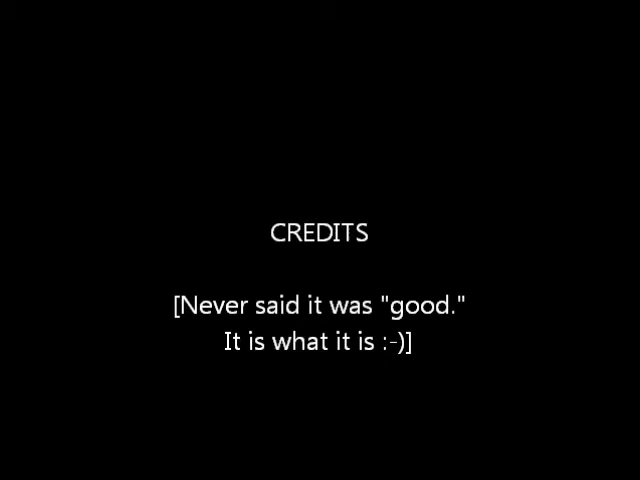 CREDITS
[Never said it was "good."
It is what it is :-)]